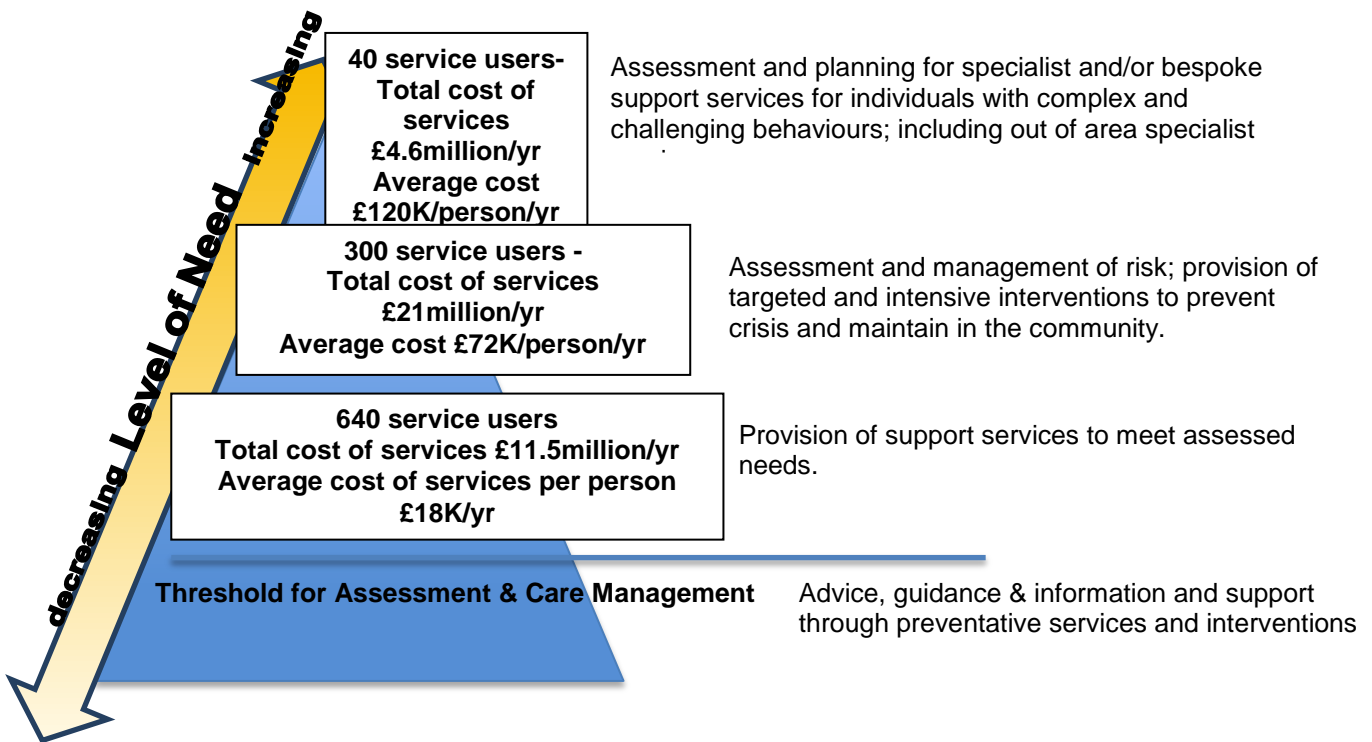 decreasing Level of Need Increasing
40 service users-
Total cost of
services
£4.6million/yr
Average cost
£120K/person/yr
Assessment and planning for specialist and/or bespoke
support services for individuals with complex and
challenging behaviours; including out of area specialist
300 service users -
Total cost of services
£21million/yr
Average cost £72K/person/yr
Assessment and management of risk; provision of
targeted and intensive interventions to prevent
crisis and maintain in the community.
640 service users
Total cost of services £11.5million/yr
Average cost of services per person
£18K/yr
Provision of support services to meet assessed
needs.
Threshold for Assessment & Care Management
Advice, guidance & information and support
through preventative services and interventions